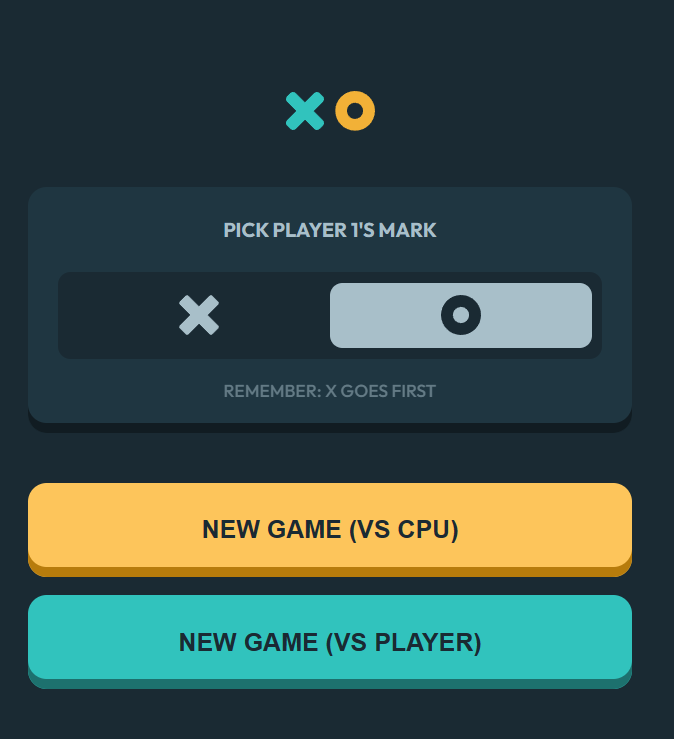 PICK PLAYER 1'S MARK
REMEMBER: X GOES FIRST
NEW GAME (VS CPU)
NEW GAME (VS PLAYER)